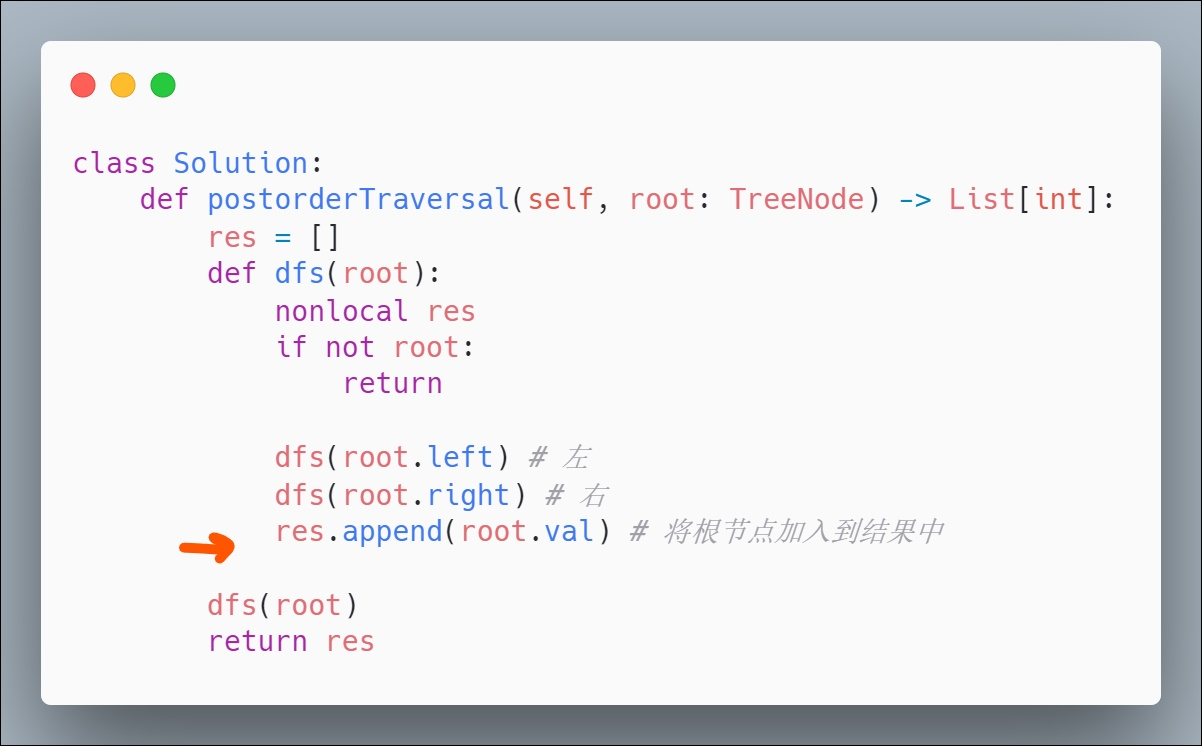 class Solution:
    def postorderTraversal(self, root: TreeNode) -> List[int]:
        res = []
        def dfs(root):
            nonlocal res
            if not root:
                return
            dfs(root.left) # 左
            dfs(root.right) # 右
            res.append(root.val) # 将根节点加入到结果中
        dfs(root)
        return res